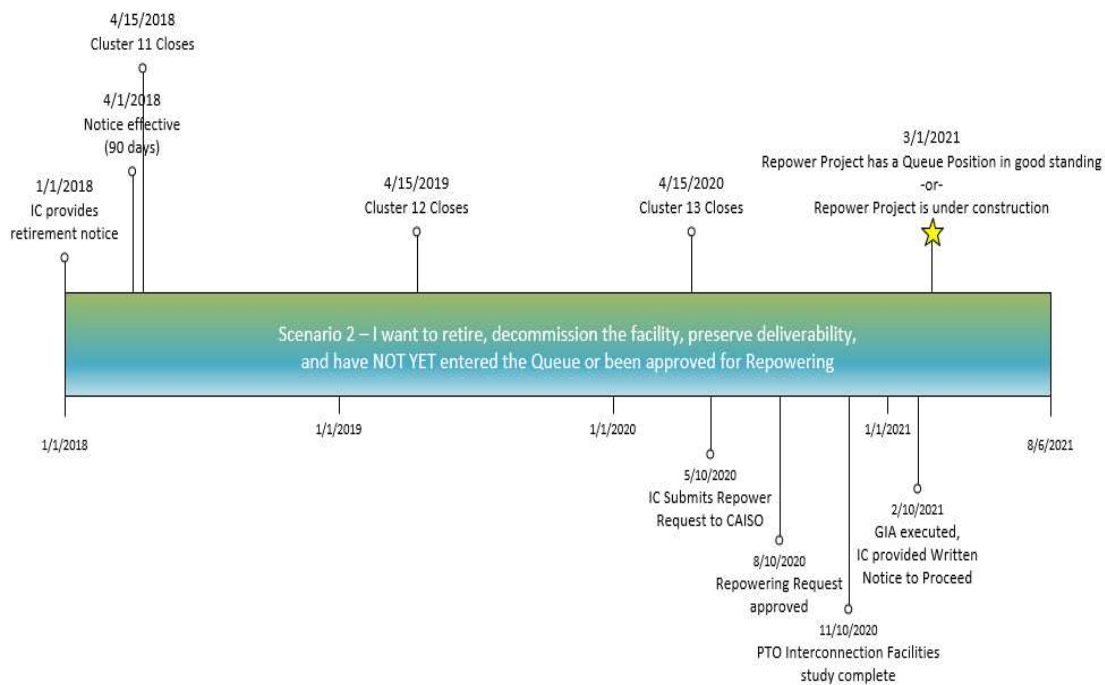 4/15/2018
Cluster 11 Closes
4/1/2018
Notice effective
(90 days)
1/1/2018
IC provides
retirement notice
4/15/2019
Cluster 12 Closes
4/15/2020
Cluster 13 Closes
3/1/2021
Repower Project has a Queue Position in good standing
-or-
Repower Project is under construction
Scenario 2 – I want to retire, decommission the facility, preserve deliverability,
and have NOT YET entered the Queue or been approved for Repowering
1/1/2018
1/1/2019
1/1/2020
1/1/2021
8/6/2021
5/10/2020
IC Submits Repower
Request to CAISO
8/10/2020
Repowering Request
approved
11/10/2020
PTO Interconnection Facilities
study complete
2/10/2021
GIA executed,
IC provided Written
Notice to Proceed